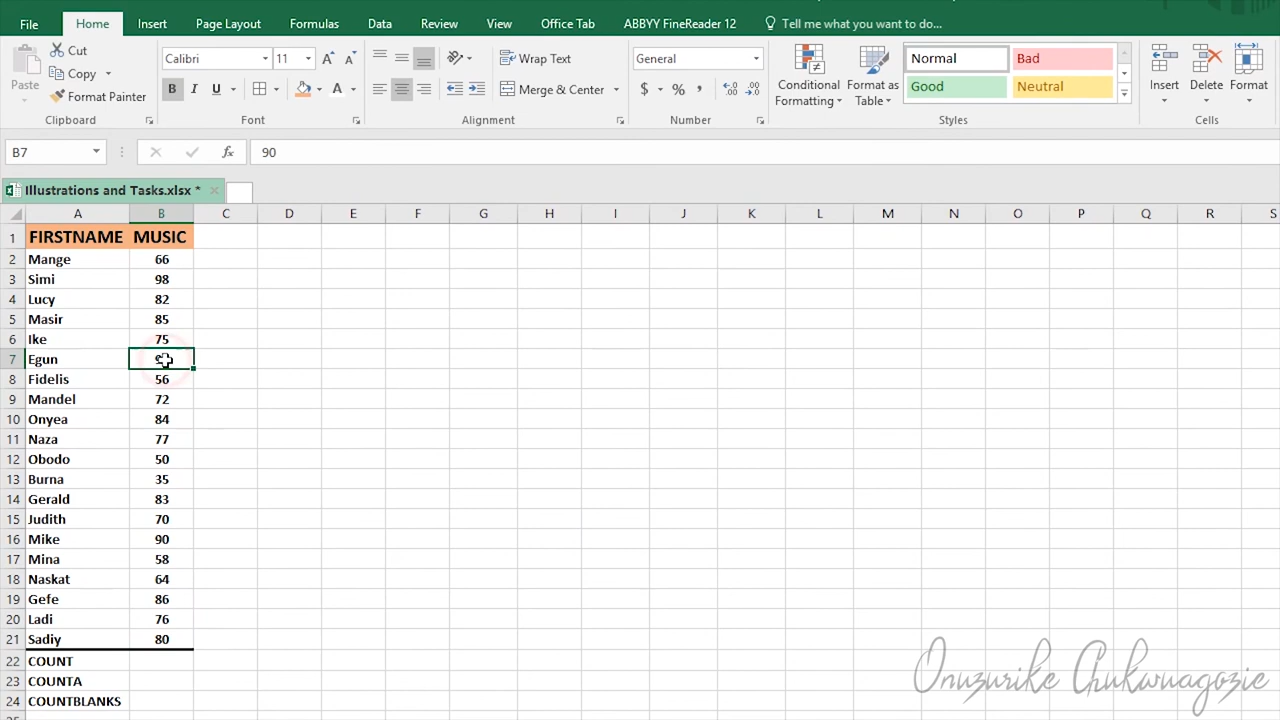 File Home Insert Page Layout Formulas Data Review View Office Tab ABBYY FineReader 12 Tell me what you want to do...
Cut
Copy
Format Painter
Paste
Clipboard
Calibri 11
B I U
Font
Wrap Text
Merge & Center
Alignment
General
$ % ,
Number
Conditional Formatting
Format as Table
Normal Bad
Good Neutral
Styles
Insert Delete Format
Cells
B7 fx 90
Illustrations and Tasks.xlsx *
A B C D E F G H I J K L M N O P Q R S
1 FIRSTNAME MUSIC
2 Mange 66
3 Simi 98
4 Lucy 82
5 Masir 85
6 Ike 75
7 Egun
8 Fidelis 56
9 Mandel 72
10 Onyea 84
11 Naza 77
12 Obodo 50
13 Burna 35
14 Gerald 83
15 Judith 70
16 Mike 90
17 Mina 58
18 Naskat 64
19 Gefe 86
20 Ladi 76
21 Sadiy 80
22 COUNT
23 COUNTA
24 COUNTBLANKS
Onuzurike Chukwuagozie